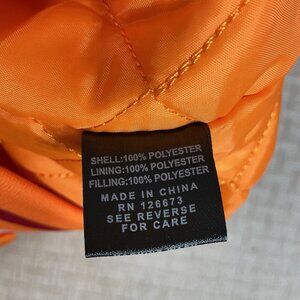 SHELL:100% POLYESTER
LINING:100% POLYESTER
FILLING:100% POLYESTER
MADE IN CHINA
RN 126673
SEE REVERSE
FOR CARE